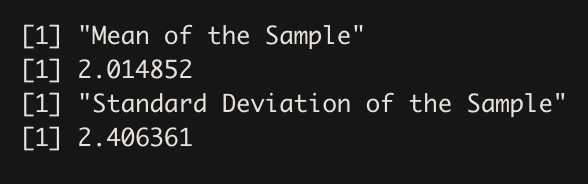 [1] "Mean of the Sample"
[1] 2.014852
[1] "Standard Deviation of the Sample"
[1] 2.406361